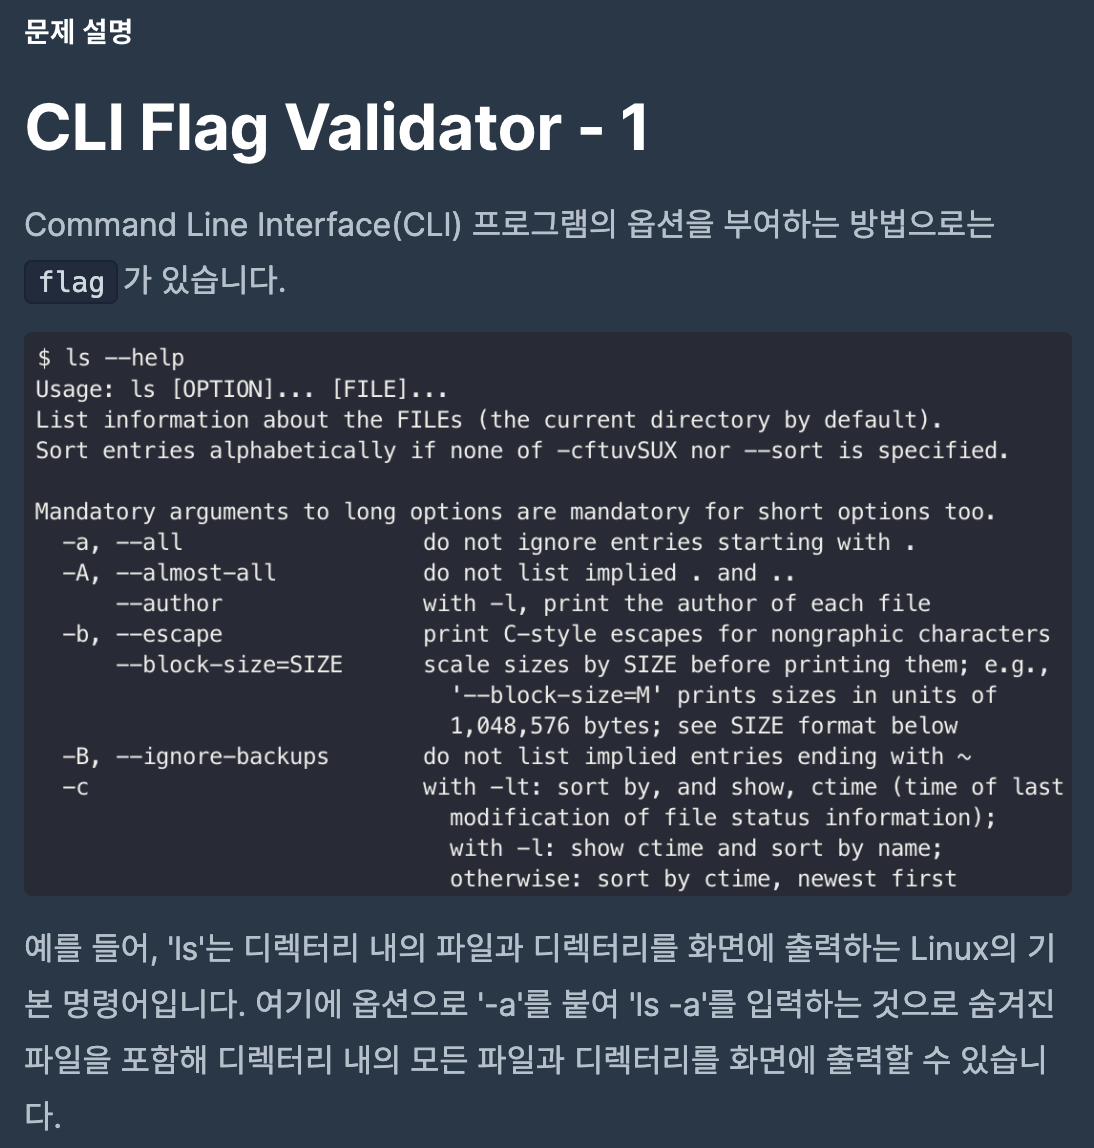 문제 설명
CLI Flag Validator - 1
Command Line Interface(CLI) 프로그램의 옵션을 부여하는 방법으로는
flag 가 있습니다.
$ ls --help
Usage: ls [OPTION]... [FILE]...
List information about the FILEs (the current directory by default).
Sort entries alphabetically if none of -cftuvSUX nor --sort is specified.
Mandatory arguments to long options are mandatory for short options too.
-a, --all do not ignore entries starting with .
-A, --almost-all do not list implied . and ..
--author with -l, print the author of each file
-b, --escape print C-style escapes for nongraphic characters
--block-size=SIZE scale sizes by SIZE before printing them; e.g.,
'--block-size=M' prints sizes in units of
1,048,576 bytes; see SIZE format below
-B, --ignore-backups do not list implied entries ending with ~
-c with -lt: sort by, and show, ctime (time of last
modification of file status information);
with -l: show ctime and sort by name;
otherwise: sort by ctime, newest first
예를 들어, 'ls'는 디렉터리 내의 파일과 디렉터리를 화면에 출력하는 Linux의 기
본 명령어입니다. 여기에 옵션으로 '-a'를 붙여 'ls -a'를 입력하는 것으로 숨겨진
파일을 포함해 디렉터리 내의 모든 파일과 디렉터리를 화면에 출력할 수 있습니
다.